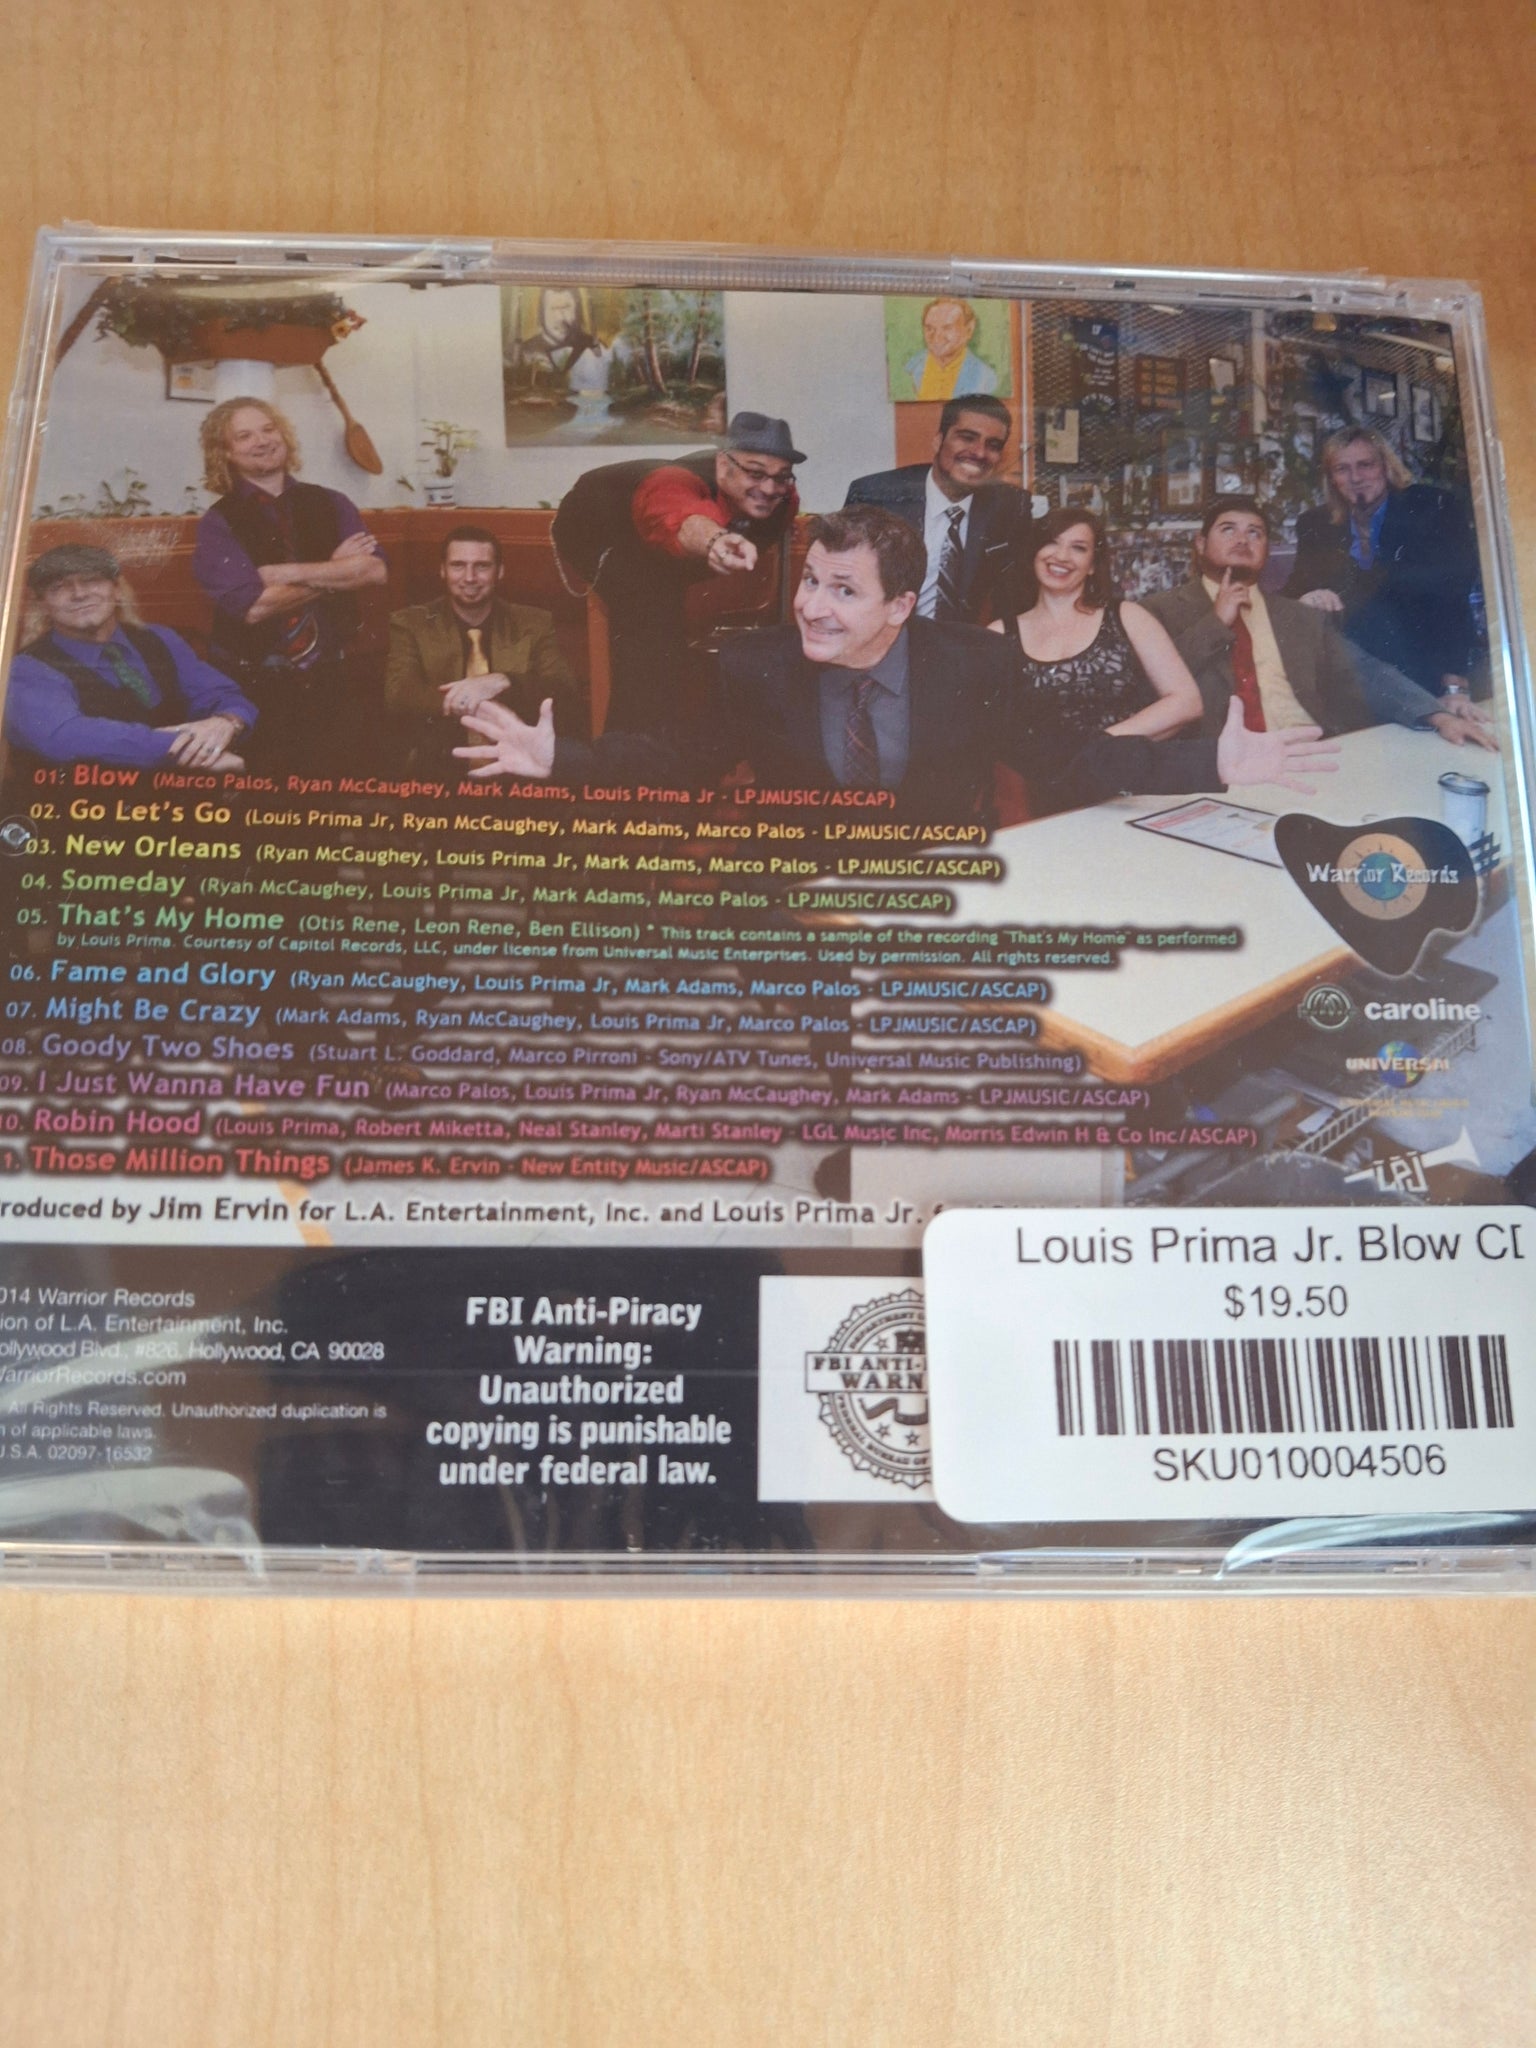 01: Blow (Marco Palos, Ryan McCaughey, Mark Adams, Louis Prima Jr - LPJMUSIC/ASCAP)
02. Go Let's Go (Louis Prima Jr, Ryan McCaughey, Mark Adams, Marco Palos - LPJMUSIC/ASCAP)
03. New Orleans (Ryan McCaughey, Louis Prima Jr, Mark Adams, Marco Palos - LPJMUSIC/ASCAP)
04. Someday (Ryan McCaughey, Louis Prima Jr, Mark Adams, Marco Palos - LPJMUSIC/ASCAP)
05. That's My Home (Otis Rene, Leon Rene, Ben Ellison) * This track contains a sample of the recording "That's My Home" as performed
by Louis Prima. Courtesy of Capitol Records, LLC, under license from Universal Music Enterprises. Used by permission. All rights reserved.
06. Fame and Glory (Ryan McCaughey, Louis Prima Jr, Mark Adams, Marco Palos - LPJMUSIC/ASCAP)
07. Might Be Crazy (Mark Adams, Ryan McCaughey, Louis Prima Jr, Marco Palos - LPJMUSIC/ASCAP)
08. Goody Two Shoes (Stuart L. Goddard, Marco Pirroni - Sony/ATV Tunes, Universal Music Publishing)
09. I Just Wanna Have Fun (Marco Palos, Louis Prima Jr, Ryan McCaughey, Mark Adams - LPJMUSIC/ASCAP)
10. Robin Hood (Louis Prima, Robert Miketta, Neal Stanley, Marti Stanley - LGL Music Inc, Morris Edwin H & Co Inc/ASCAP)
1. Those Million Things (James K. Ervin - New Entity Music/ASCAP)
roduced by Jim Ervin for L.A. Entertainment, Inc. and Louis Prima Jr.
Warrior Records
caroline
UNIVERSAL
LPJ
014 Warrior Records
ion of L.A. Entertainment, Inc.
ollywood Blvd., #826, Hollywood, CA 90028
WarriorRecords.com
All Rights Reserved. Unauthorized duplication is
n of applicable laws.
U.S.A. 02097-16532
FBI Anti-Piracy
Warning:
Unauthorized
copying is punishable
under federal law.
FBI ANTI-
WARN
Louis Prima Jr. Blow CD
$19.50
SKU010004506